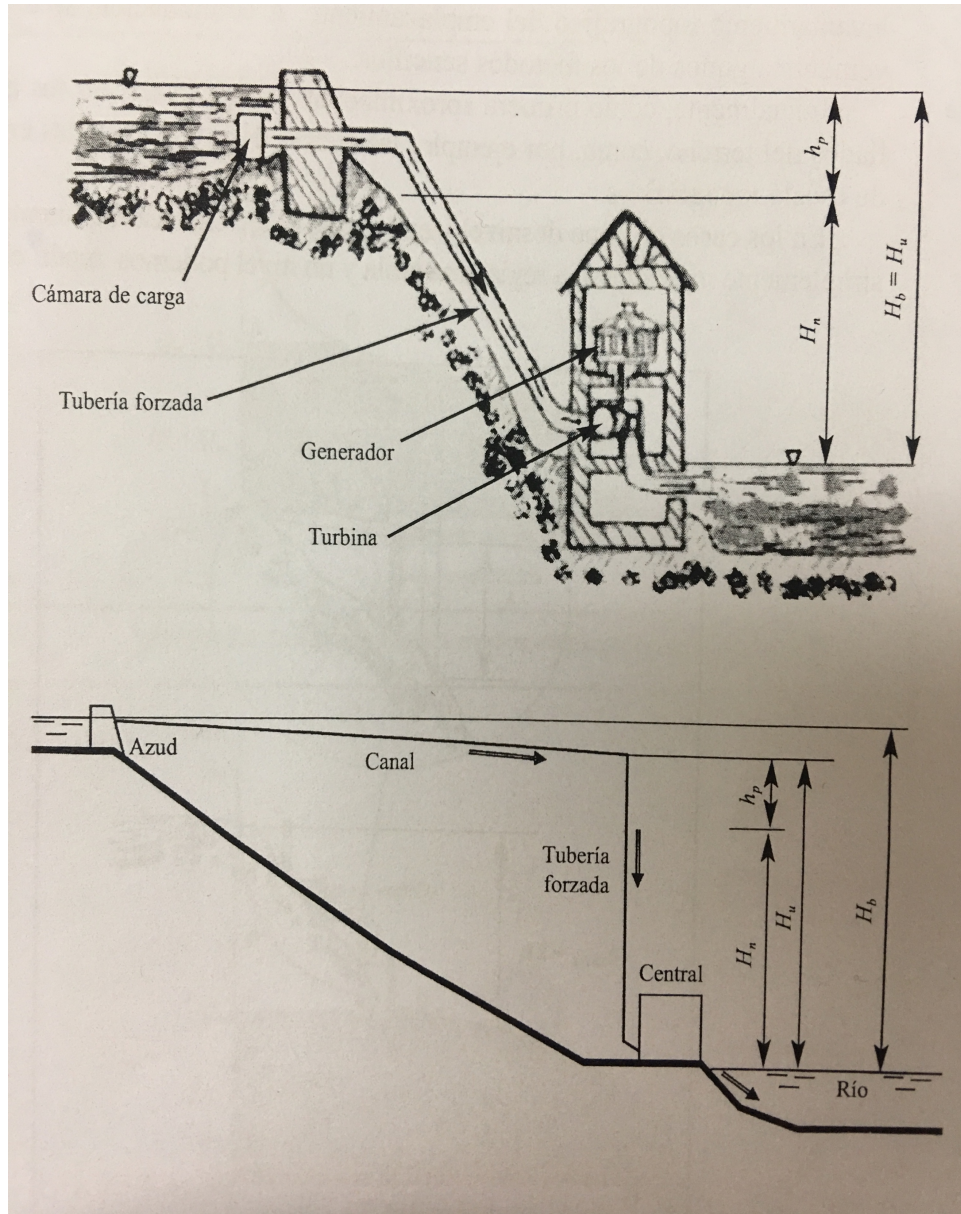 h_p
H_n
H_b = H_u
Cámara de carga
Tubería forzada
Generador
Turbina
Azud
Canal
Tubería
forzada
h_p
H_n
H_u
H_b
Central
Río